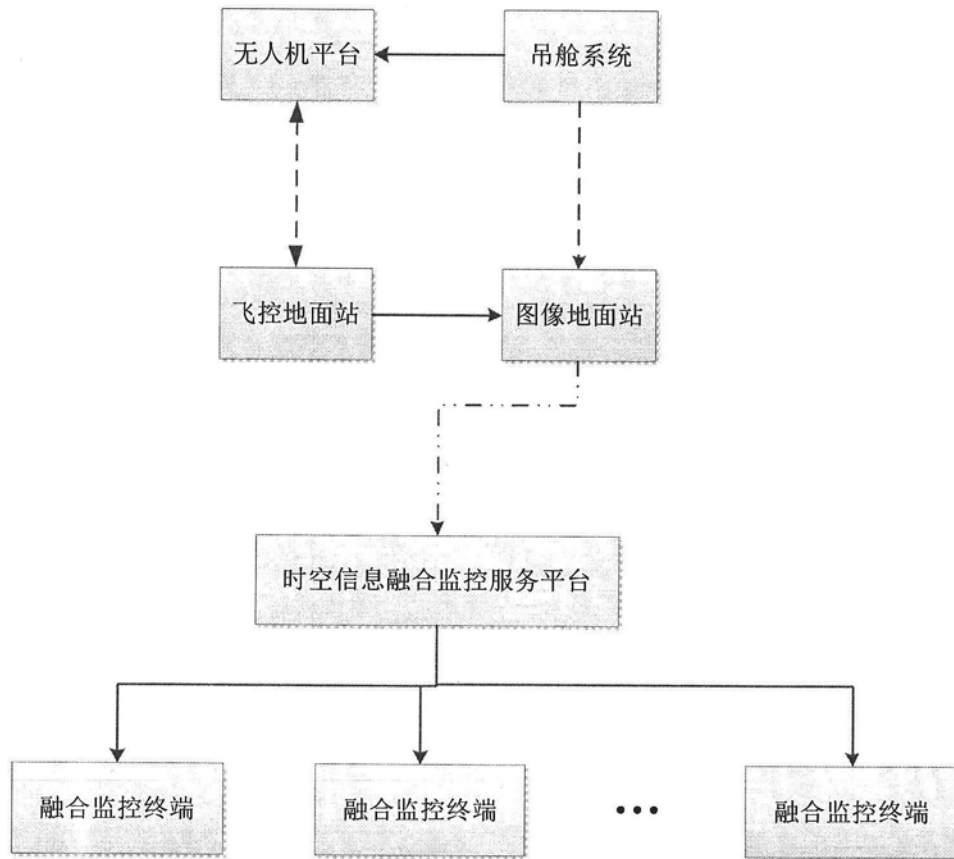 无人机平台
吊舱系统
飞控地面站
图像地面站
时空信息融合监控服务平台
融合监控终端
融合监控终端
•••
融合监控终端